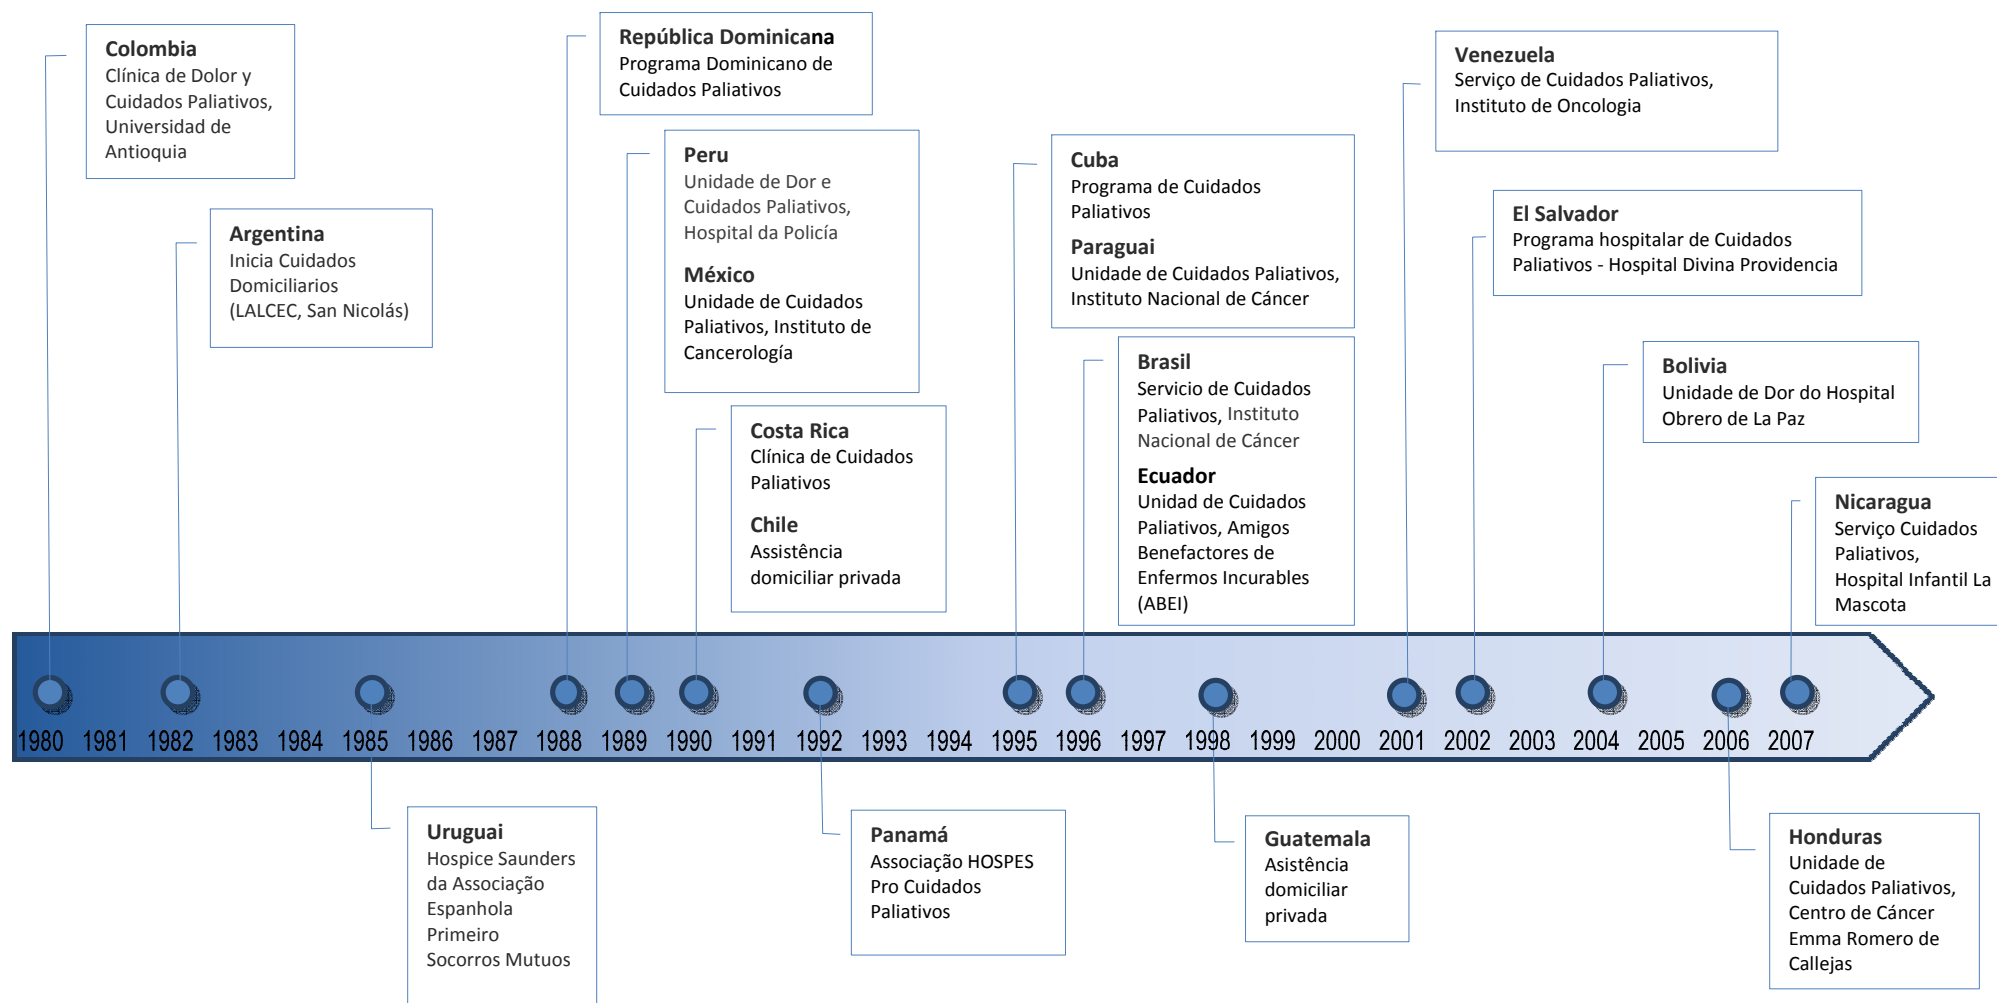 Colombia
Clínica de Dolor y
Cuidados Paliativos,
Universidad de
Antioquia
Argentina
Inicia Cuidados
Domiciliarios
(LALCEC, San Nicolás)
República Dominicana
Programa Dominicano de
Cuidados Paliativos
Peru
Unidade de Dor e
Cuidados Paliativos,
Hospital da Policía
México
Unidade de Cuidados
Paliativos, Instituto de
Cancerología
Costa Rica
Clínica de Cuidados
Paliativos
Chile
Assistência
domiciliar privada
Cuba
Programa de Cuidados
Paliativos
Paraguai
Unidade de Cuidados Paliativos,
Instituto Nacional de Cáncer
Brasil
Servicio de Cuidados
Paliativos, Instituto
Nacional de Cáncer
Ecuador
Unidad de Cuidados
Paliativos, Amigos
Benefactores de
Enfermos Incurables
(ABEI)
Venezuela
Serviço de Cuidados Paliativos,
Instituto de Oncologia
El Salvador
Programa hospitalar de Cuidados
Paliativos - Hospital Divina Providencia
Bolivia
Unidade de Dor do Hospital
Obrero de La Paz
Nicaragua
Serviço Cuidados
Paliativos,
Hospital Infantil La
Mascota
1980 1981 1982 1983 1984 1985 1986 1987 1988 1989 1990 1991 1992 1993 1994 1995 1996 1997 1998 1999 2000 2001 2002 2003 2004 2005 2006 2007
Uruguai
Hospice Saunders
da Associação
Espanhola
Primeiro
Socorros Mutuos
Panamá
Associação HOSPES
Pro Cuidados
Paliativos
Guatemala
Asistência
domiciliar
privada
Honduras
Unidade de
Cuidados Paliativos,
Centro de Cáncer
Emma Romero de
Callejas